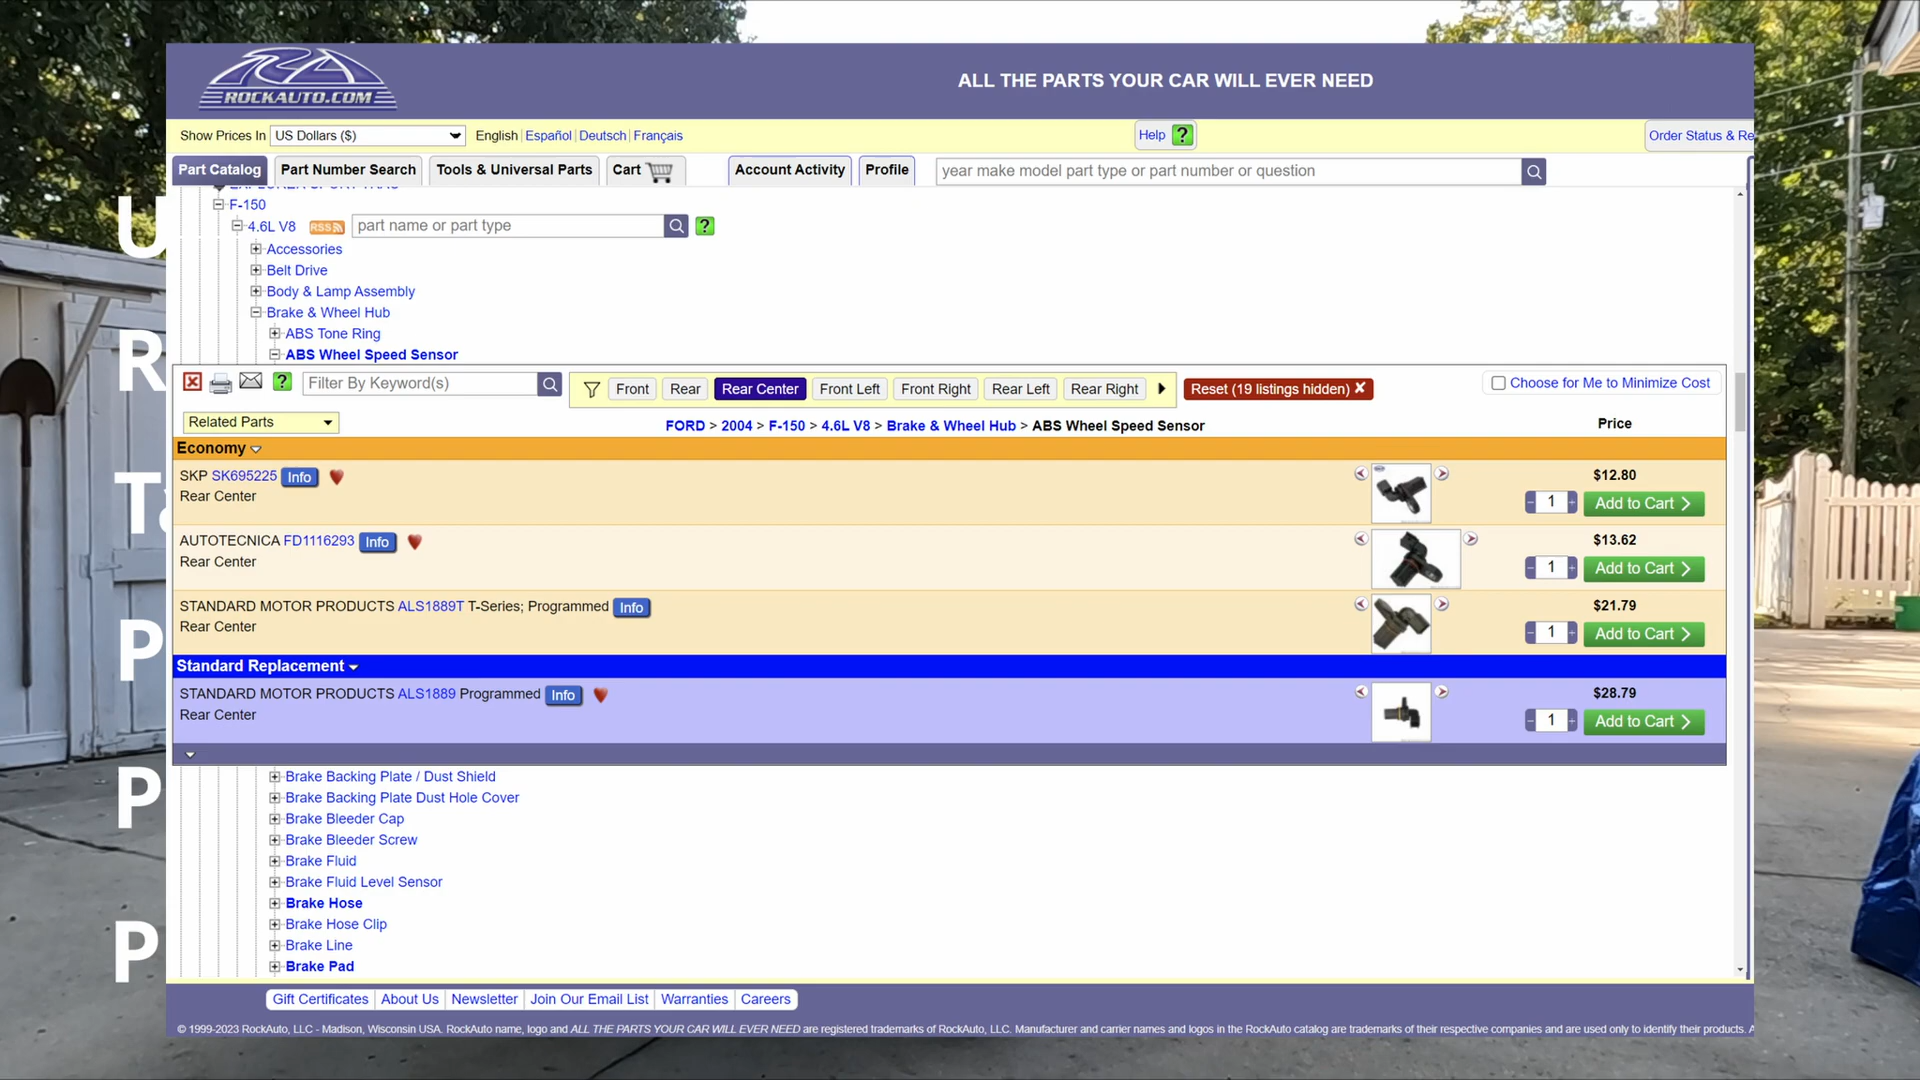 ROCKAUTO.COM
ALL THE PARTS YOUR CAR WILL EVER NEED
Show Prices In US Dollars ($) English Español Deutsch Français Help ? Order Status & Re
Part Catalog Part Number Search Tools & Universal Parts Cart Account Activity Profile year make model part type or part number or question
F-150
4.6L V8 RSS part name or part type ?
Accessories
Belt Drive
Body & Lamp Assembly
Brake & Wheel Hub
ABS Tone Ring
ABS Wheel Speed Sensor
? Filter By Keyword(s) Front Rear Rear Center Front Left Front Right Rear Left Rear Right Reset (19 listings hidden) Choose for Me to Minimize Cost
Related Parts FORD > 2004 > F-150 > 4.6L V8 > Brake & Wheel Hub > ABS Wheel Speed Sensor Price
Economy
SKP SK695225 Info $12.80
Rear Center 1 Add to Cart
AUTOTECNICA FD1116293 Info $13.62
Rear Center 1 Add to Cart
STANDARD MOTOR PRODUCTS ALS1889T T-Series; Programmed Info $21.79
Rear Center 1 Add to Cart
Standard Replacement
STANDARD MOTOR PRODUCTS ALS1889 Programmed Info $28.79
Rear Center 1 Add to Cart
Brake Backing Plate / Dust Shield
Brake Backing Plate Dust Hole Cover
Brake Bleeder Cap
Brake Bleeder Screw
Brake Fluid
Brake Fluid Level Sensor
Brake Hose
Brake Hose Clip
Brake Line
Brake Pad
Gift Certificates About Us Newsletter Join Our Email List Warranties Careers
© 1999-2023 RockAuto, LLC - Madison, Wisconsin USA. RockAuto name, logo and ALL THE PARTS YOUR CAR WILL EVER NEED are registered trademarks of RockAuto, LLC. Manufacturer and carrier names and logos in the RockAuto catalog are trademarks of their respective companies and are used only to identify their products. A